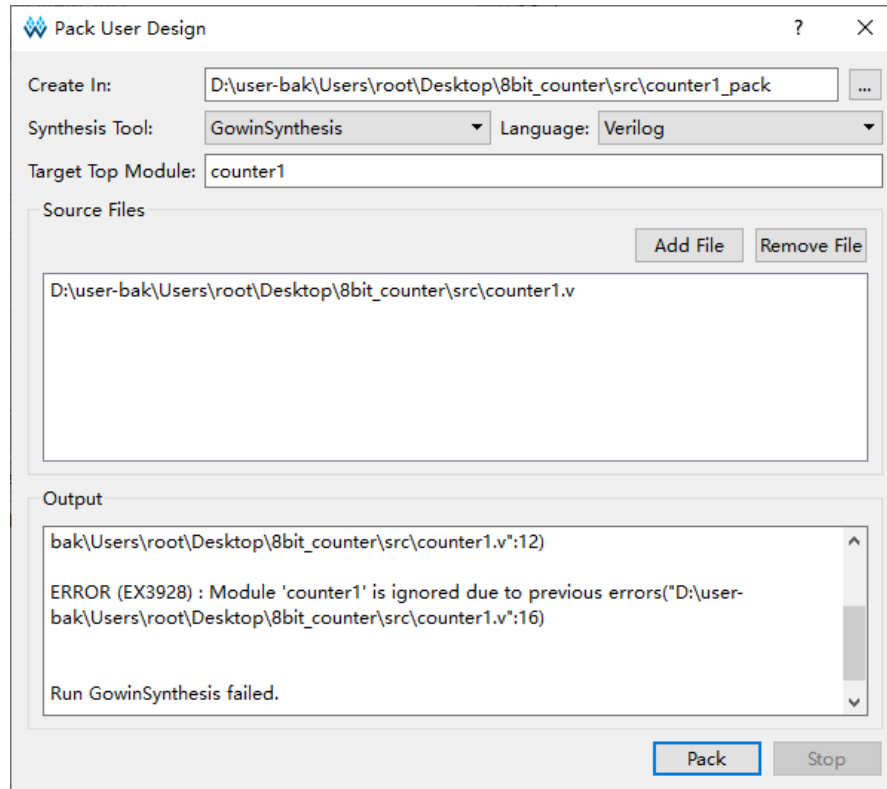 Pack User Design
?
Create In:
D:\user-bak\Users\root\Desktop\8bit_counter\src\counter1_pack
...
Synthesis Tool:
GowinSynthesis
Language:
Verilog
Target Top Module:
counter1
Source Files
Add File
Remove File
D:\user-bak\Users\root\Desktop\8bit_counter\src\counter1.v
Output
bak\Users\root\Desktop\8bit_counter\src\counter1.v":12)
ERROR (EX3928) : Module 'counter1' is ignored due to previous errors("D:\user-
bak\Users\root\Desktop\8bit_counter\src\counter1.v":16)
Run GowinSynthesis failed.
Pack
Stop